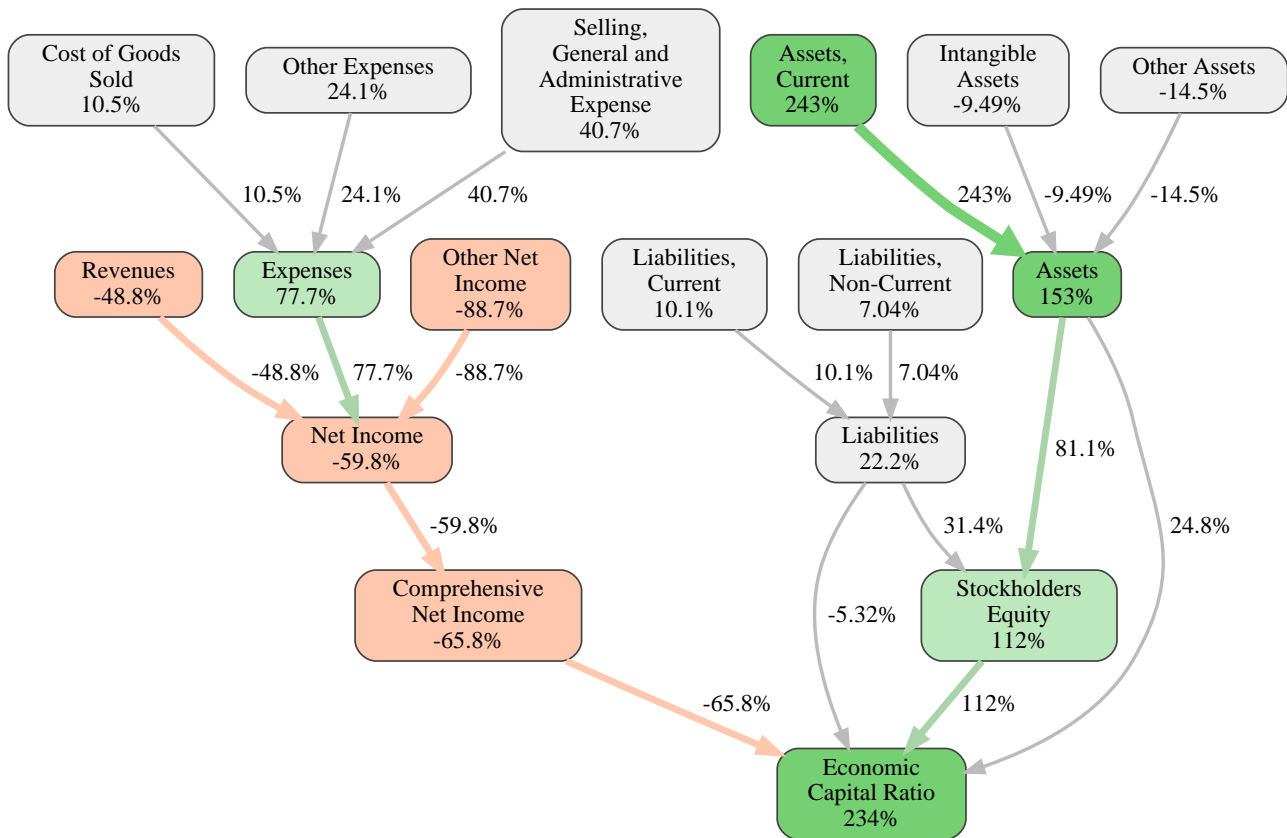 Cost of Goods
Sold
10.5%
Other Expenses
24.1%
Selling,
General and
Administrative
Expense
40.7%
Assets,
Current
243%
Intangible
Assets
-9.49%
Other Assets
-14.5%
10.5%
24.1%
40.7%
243%
-9.49%
-14.5%
Revenues
-48.8%
Expenses
77.7%
Other Net
Income
-88.7%
Liabilities,
Current
10.1%
Liabilities,
Non-Current
7.04%
Assets
153%
-48.8%
77.7%
-88.7%
10.1%
7.04%
Net Income
-59.8%
Liabilities
22.2%
81.1%
-59.8%
31.4%
24.8%
Comprehensive
Net Income
-65.8%
-5.32%
Stockholders
Equity
112%
-65.8%
112%
Economic
Capital Ratio
234%